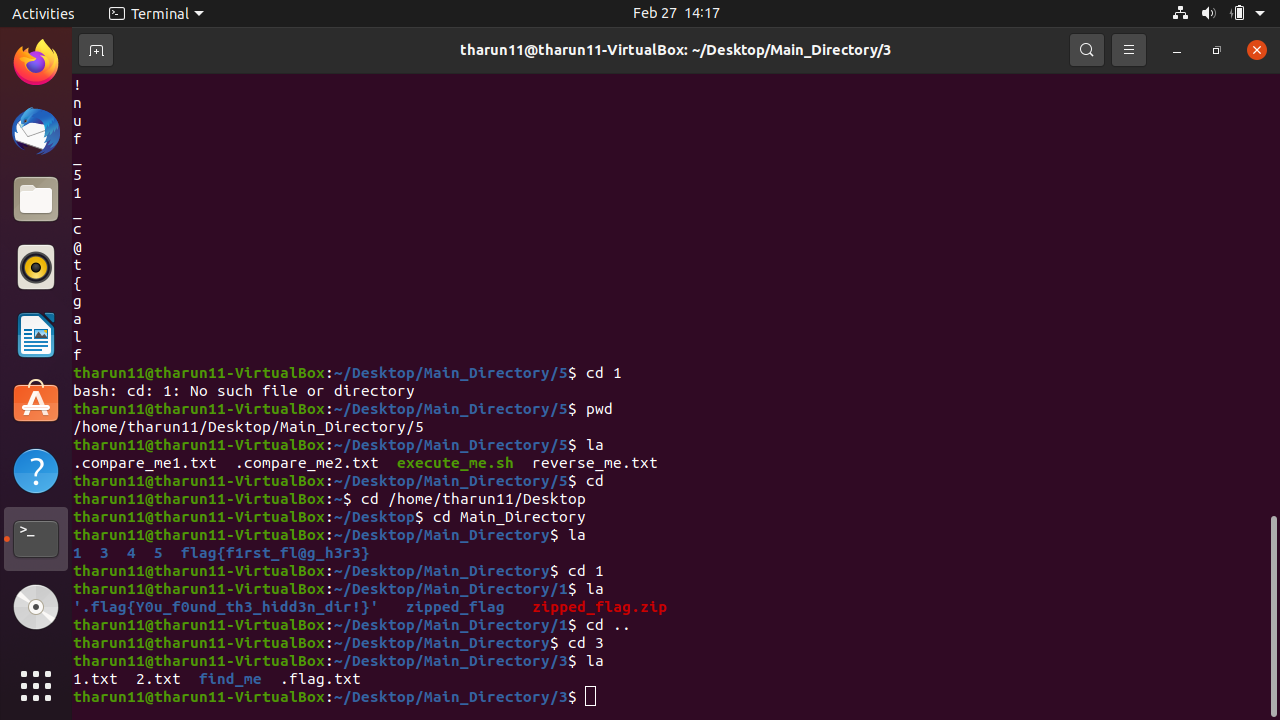 Activities
Terminal
Feb 27 14:17
tharun11@tharun11-VirtualBox: ~/Desktop/Main_Directory/3
!
n
u
f
_
5
1
_
c
@
t
{
g
a
l
f
tharun11@tharun11-VirtualBox:~/Desktop/Main_Directory/5$ cd 1
bash: cd: 1: No such file or directory
tharun11@tharun11-VirtualBox:~/Desktop/Main_Directory/5$ pwd
/home/tharun11/Desktop/Main_Directory/5
tharun11@tharun11-VirtualBox:~/Desktop/Main_Directory/5$ la
.compare_me1.txt  .compare_me2.txt  execute_me.sh  reverse_me.txt
tharun11@tharun11-VirtualBox:~/Desktop/Main_Directory/5$ cd
tharun11@tharun11-VirtualBox:~$ cd /home/tharun11/Desktop
tharun11@tharun11-VirtualBox:~/Desktop$ cd Main_Directory
tharun11@tharun11-VirtualBox:~/Desktop/Main_Directory$ la
1  3  4  5  flag{f1rst_fl@g_h3r3}
tharun11@tharun11-VirtualBox:~/Desktop/Main_Directory$ cd 1
tharun11@tharun11-VirtualBox:~/Desktop/Main_Directory/1$ la
'.flag{Y0u_f0und_th3_hidd3n_dir!}'   zipped_flag   zipped_flag.zip
tharun11@tharun11-VirtualBox:~/Desktop/Main_Directory/1$ cd ..
tharun11@tharun11-VirtualBox:~/Desktop/Main_Directory$ cd 3
tharun11@tharun11-VirtualBox:~/Desktop/Main_Directory/3$ la
1.txt  2.txt  find_me  .flag.txt
tharun11@tharun11-VirtualBox:~/Desktop/Main_Directory/3$